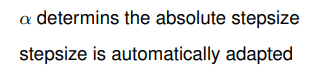 α determins the absolute stepsize
stepsize is automatically adapted